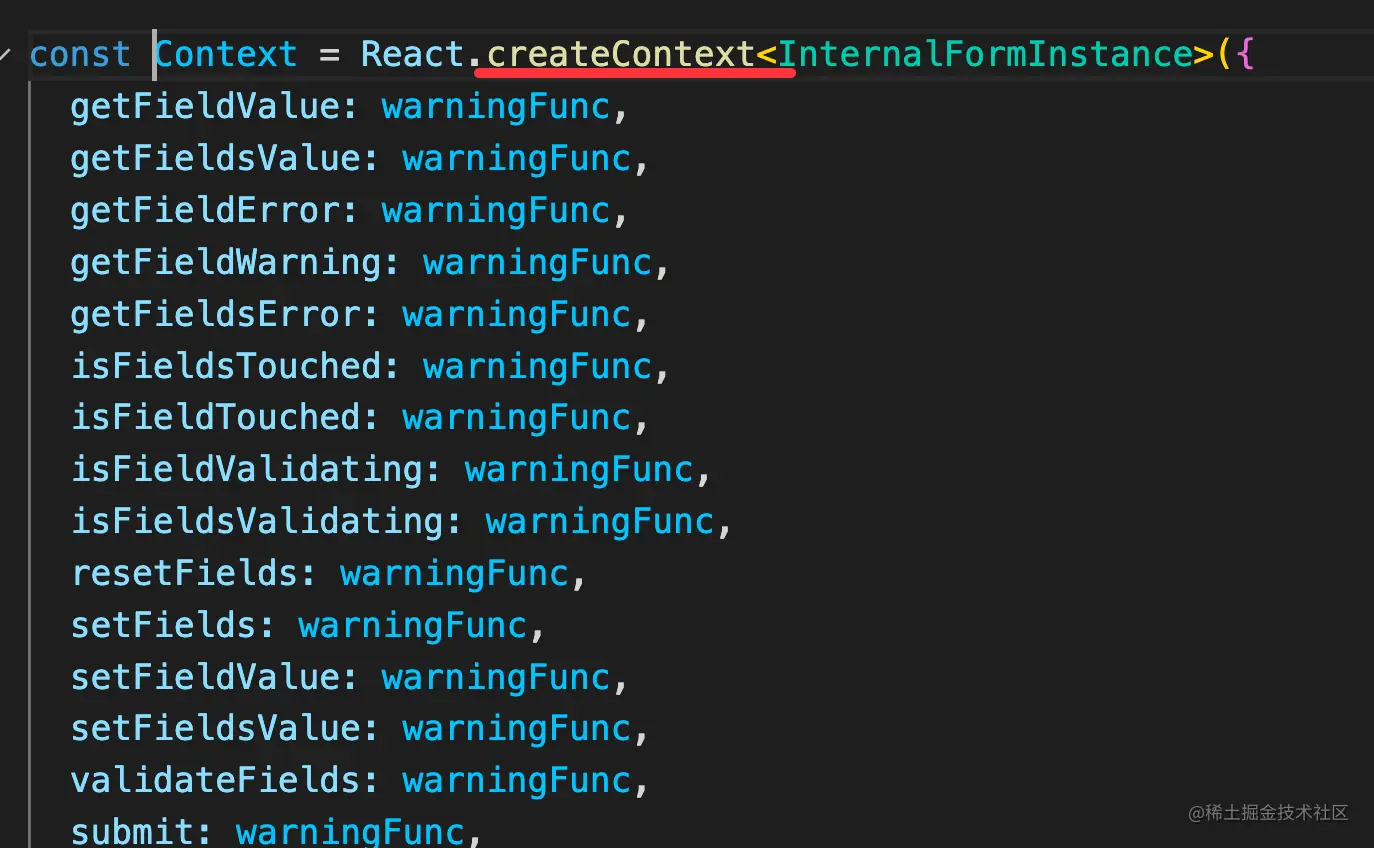 const Context = React.createContext<InternalFormInstance>({
getFieldValue: warningFunc,
getFieldsValue: warningFunc,
getFieldError: warningFunc,
getFieldWarning: warningFunc,
getFieldsError: warningFunc,
isFieldsTouched: warningFunc,
isFieldTouched: warningFunc,
isFieldValidating: warningFunc,
isFieldsValidating: warningFunc,
resetFields: warningFunc,
setFields: warningFunc,
setFieldValue: warningFunc,
setFieldsValue: warningFunc,
validateFields: warningFunc,
submit: warningFunc,
@稀土掘金技术社区